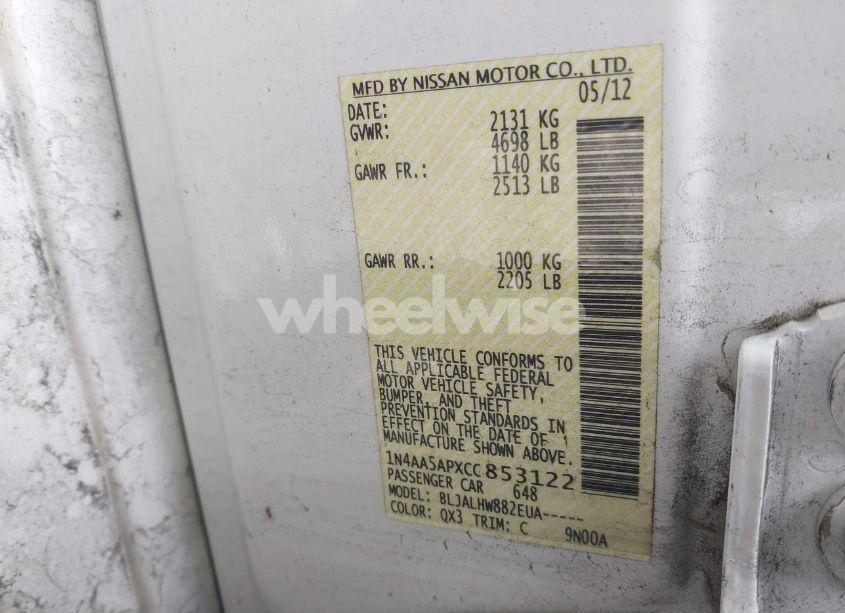 MFD BY NISSAN MOTOR CO., LTD.
DATE: 05/12
GVWR: 2131 KG
4698 LB
GAWR FR.: 1140 KG
2513 LB
GAWR RR.: 1000 KG
2205 LB
wheelwise
THIS VEHICLE CONFORMS TO
ALL APPLICABLE FEDERAL
MOTOR VEHICLE SAFETY,
BUMPER, AND THEFT
PREVENTION STANDARDS IN
EFFECT ON THE DATE OF
MANUFACTURE SHOWN ABOVE.
1N4AA5APXCC853122
PASSENGER CAR 648
MODEL: BLJALHW882EUA-----
COLOR: QX3 TRIM: C 9N00A